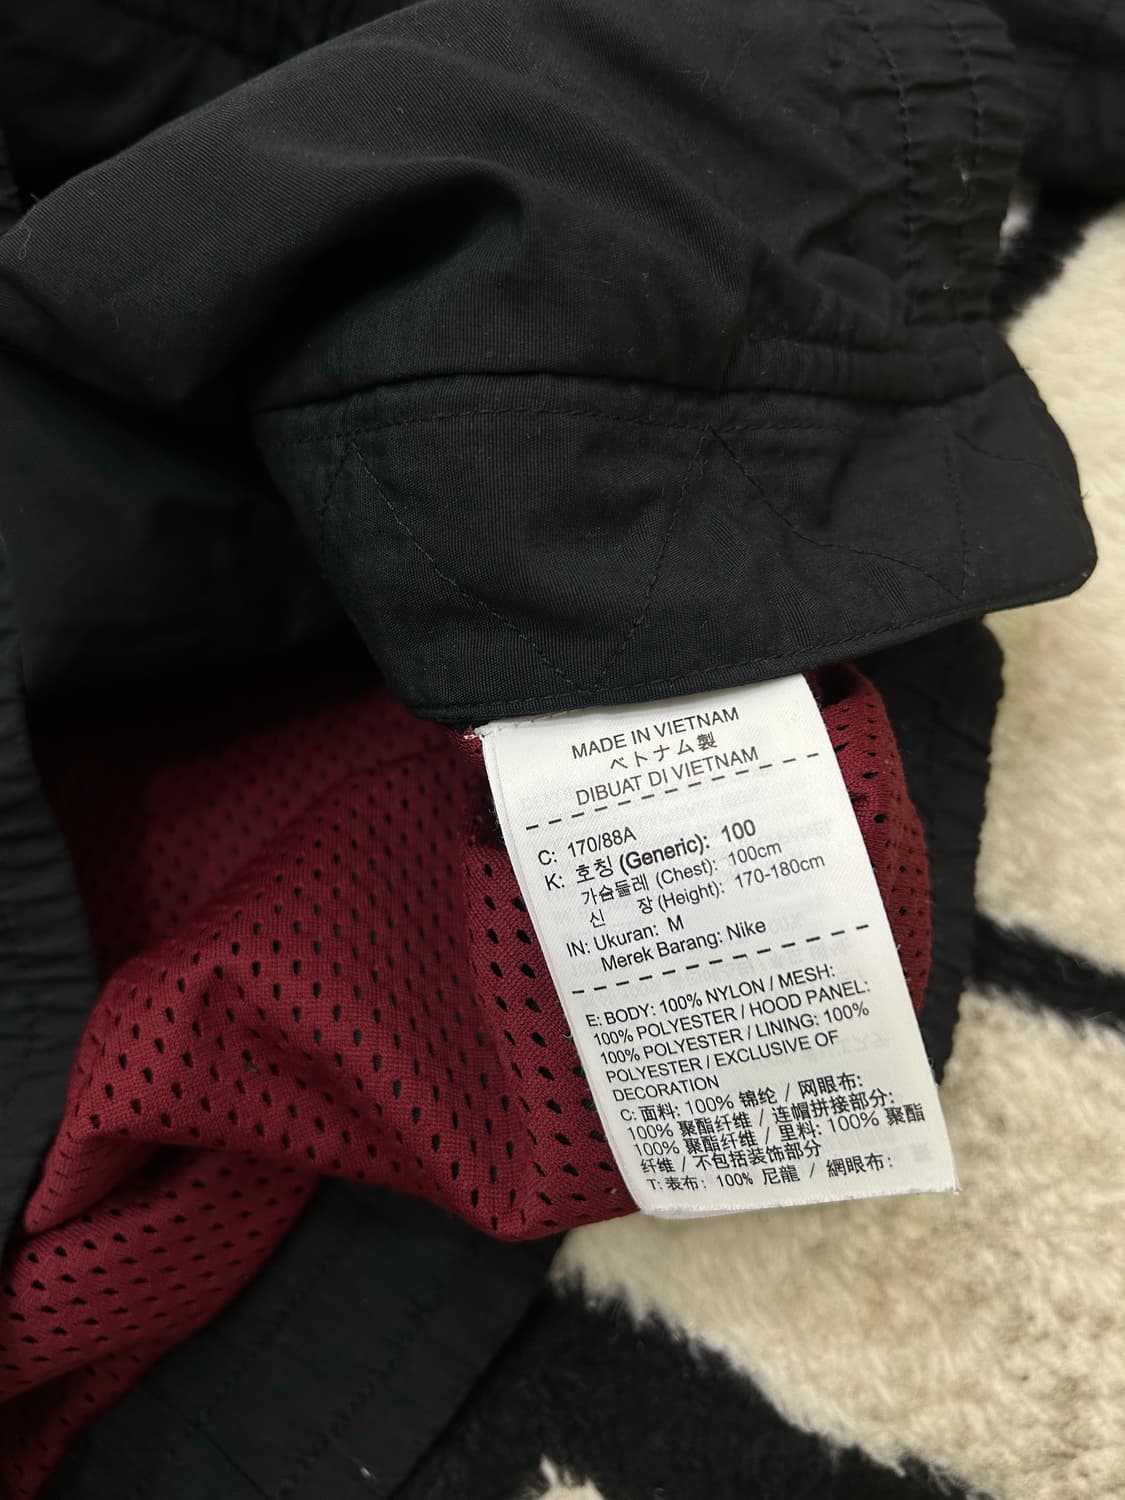 MADE IN VIETNAM
ベトナム製
DIBUAT DI VIETNAM
C: 170/88A
K: 호칭 (Generic): 100
가슴둘레 (Chest): 100cm
신 장 (Height): 170-180cm
IN: Ukuran: M
Merek Barang: Nike
E: BODY: 100% NYLON / MESH:
100% POLYESTER / HOOD PANEL:
100% POLYESTER / LINING: 100%
POLYESTER / EXCLUSIVE OF
DECORATION
C: 面料: 100% 锦纶 / 网眼布:
100% 聚酯纤维 / 连帽拼接部分:
100% 聚酯纤维 / 里料: 100% 聚酯
纤维 / 不包括装饰部分
T: 表布: 100% 尼龍 / 網眼布: